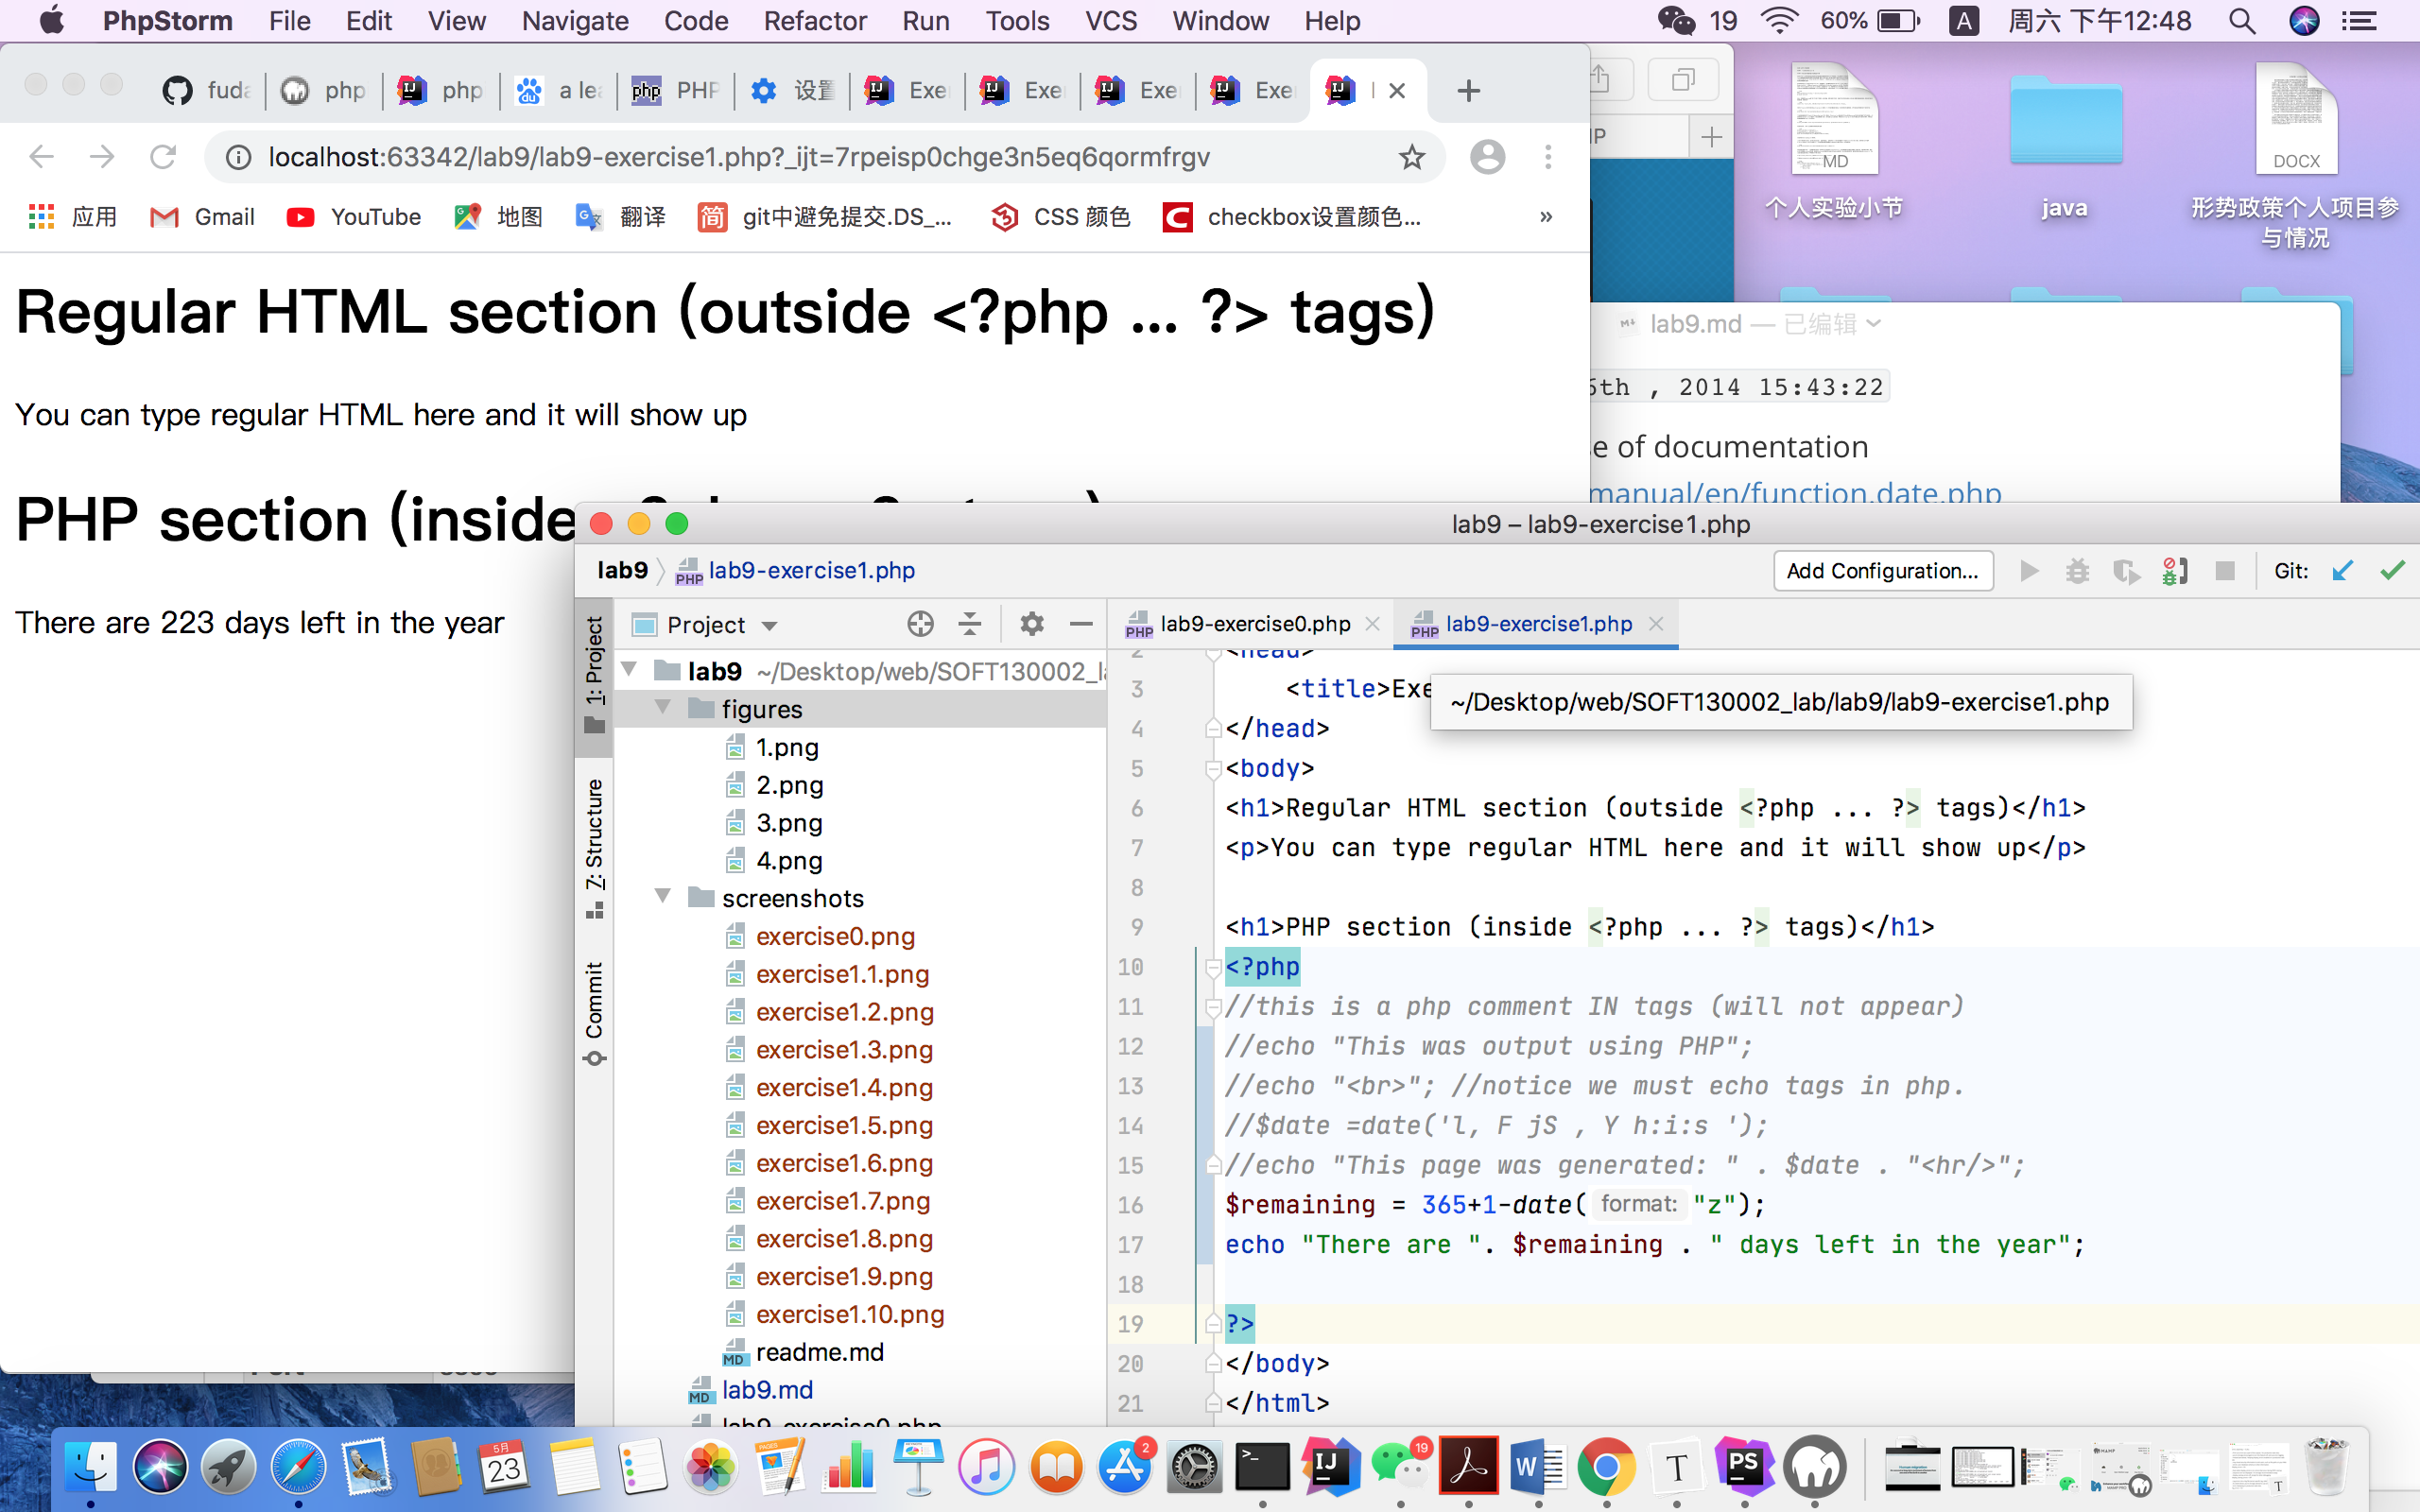 PhpStorm File Edit View Navigate Code Refactor Run Tools VCS Window Help 19 60% A 周六 下午12:48
fuda php php a lea PHP 设置 Exe Exe Exe Exe
localhost:63342/lab9/lab9-exercise1.php?_ijt=7rpeisp0chge3n5eq6qormfrgv
应用 Gmail YouTube 地图 翻译 git中避免提交.DS_... CSS 颜色 checkbox设置颜色... »
Regular HTML section (outside <?php ... ?> tags)
You can type regular HTML here and it will show up
PHP section (inside
There are 223 days left in the year
MD
个人实验小节
java
DOCX
形势政策个人项目参
与情况
lab9.md — 已编辑
6th , 2014 15:43:22
e of documentation
manual/en/function.date.php
lab9 – lab9-exercise1.php
lab9 lab9-exercise1.php Add Configuration... Git:
1: Project
7: Structure
Commit
Project
lab9 ~/Desktop/web/SOFT130002_la
figures
1.png
2.png
3.png
4.png
screenshots
exercise0.png
exercise1.1.png
exercise1.2.png
exercise1.3.png
exercise1.4.png
exercise1.5.png
exercise1.6.png
exercise1.7.png
exercise1.8.png
exercise1.9.png
exercise1.10.png
readme.md
lab9.md
lab9-exercise0.php
lab9-exercise0.php lab9-exercise1.php
2 <head>
3 <title>Exe
~/Desktop/web/SOFT130002_lab/lab9/lab9-exercise1.php
4 </head>
5 <body>
6 <h1>Regular HTML section (outside <?php ... ?> tags)</h1>
7 <p>You can type regular HTML here and it will show up</p>
8
9 <h1>PHP section (inside <?php ... ?> tags)</h1>
10 <?php
11 //this is a php comment IN tags (will not appear)
12 //echo "This was output using PHP";
13 //echo "<br>"; //notice we must echo tags in php.
14 //$date =date('l, F jS , Y h:i:s ');
15 //echo "This page was generated: " . $date . "<hr/>";
16 $remaining = 365+1-date( format: "z");
17 echo "There are ". $remaining . " days left in the year";
18
19 ?>
20 </body>
21 </html>
5月
23
PAGES
2
19